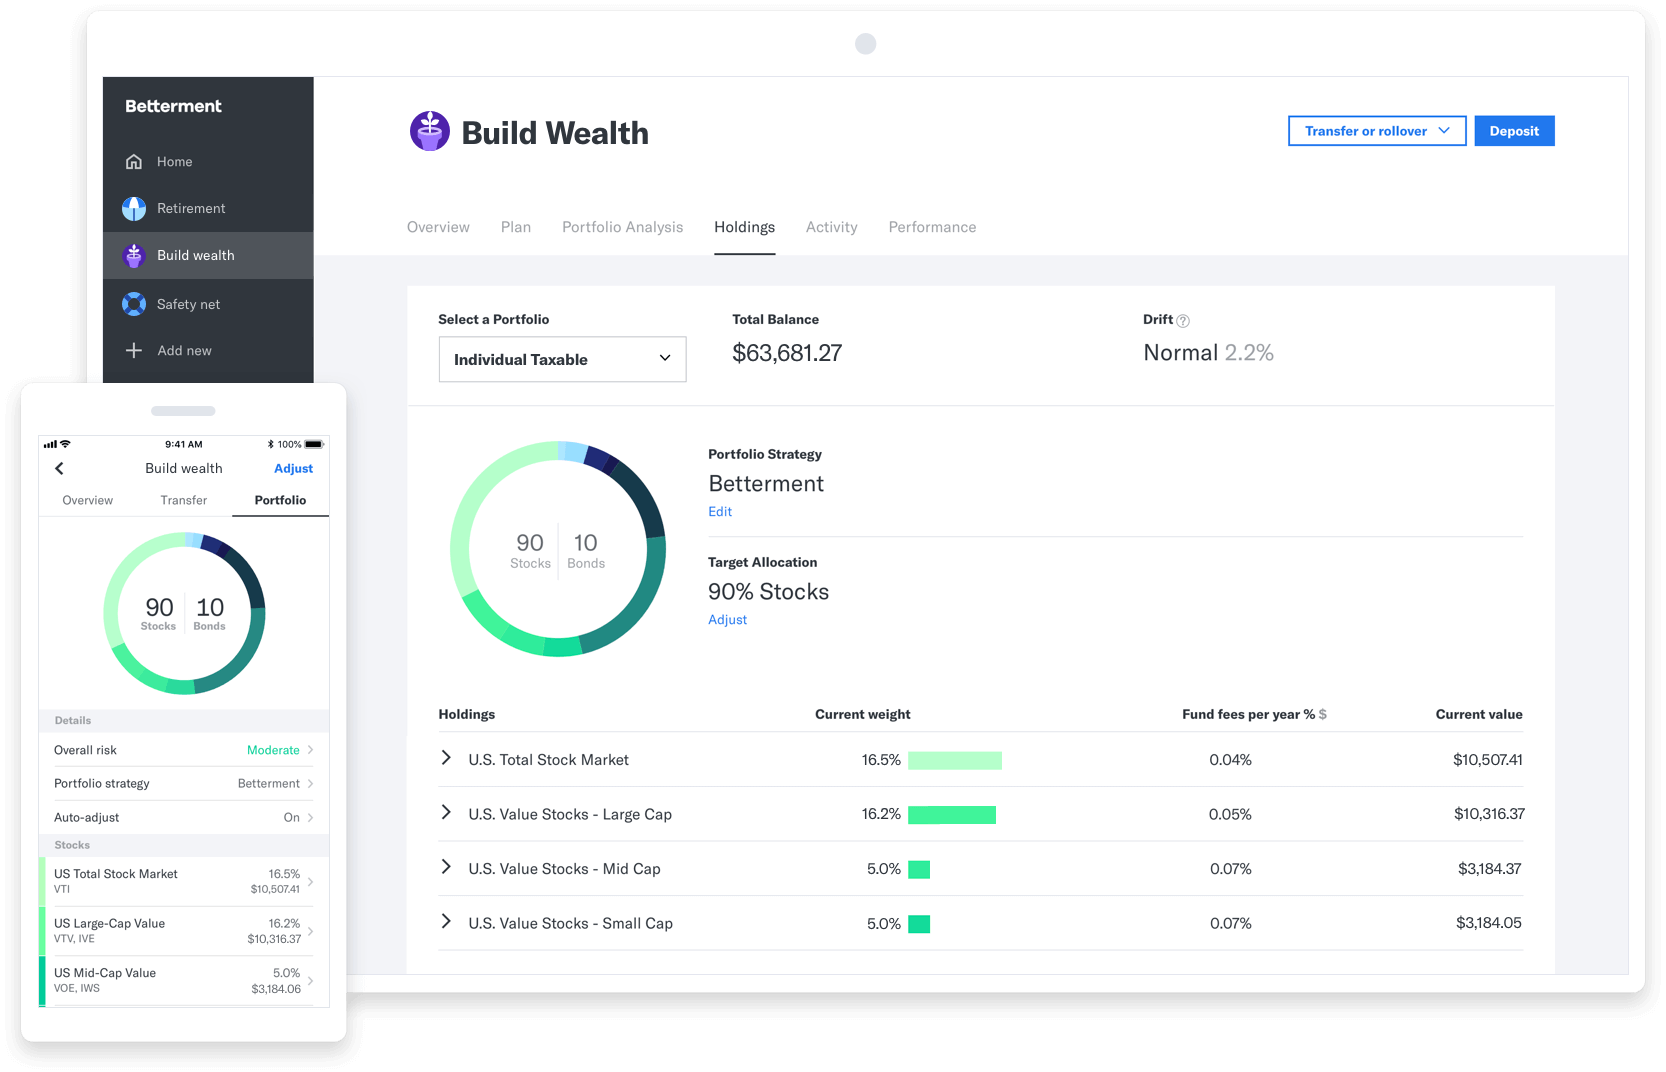 Betterment
Home
Retirement
Build wealth
Safety net
Add new
Build Wealth
Transfer or rollover
Deposit
Overview Plan Portfolio Analysis Holdings Activity Performance
Select a Portfolio
Individual Taxable
Total Balance
$63,681.27
Drift ?
Normal 2.2%
90 Stocks
10 Bonds
Portfolio Strategy
Betterment
Edit
Target Allocation
90% Stocks
Adjust
Holdings Current weight Fund fees per year % $ Current value
U.S. Total Stock Market 16.5% 0.04% $10,507.41
U.S. Value Stocks - Large Cap 16.2% 0.05% $10,316.37
U.S. Value Stocks - Mid Cap 5.0% 0.07% $3,184.37
U.S. Value Stocks - Small Cap 5.0% 0.07% $3,184.05
9:41 AM 100%
Build wealth Adjust
Overview Transfer Portfolio
90 Stocks
10 Bonds
Details
Overall risk Moderate
Portfolio strategy Betterment
Auto-adjust On
Stocks
US Total Stock Market 16.5%
VTI $10,507.41
US Large-Cap Value 16.2%
VTV, IVE $10,316.37
US Mid-Cap Value 5.0%
VOE, IWS $3,184.06